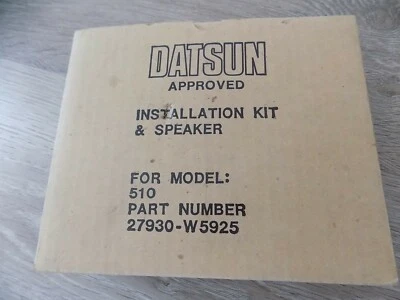 DATSUN
APPROVED
INSTALLATION KIT
& SPEAKER
FOR MODEL:
510
PART NUMBER
27930-W5925